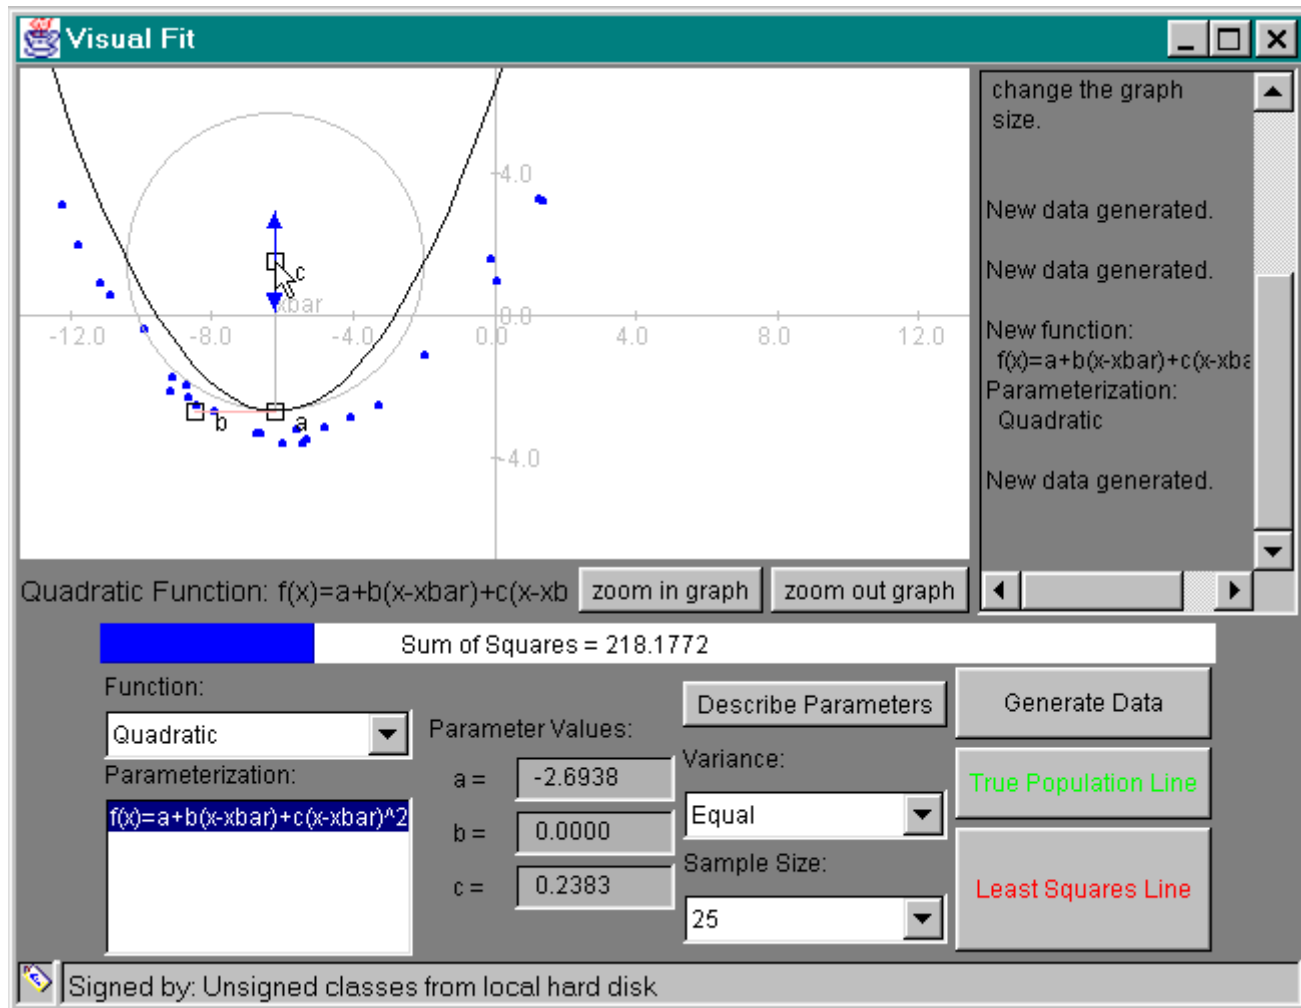 Visual Fit
change the graph
size.
New data generated.
New data generated.
New function:
f(x)=a+b(x-xbar)+c(x-xba
Parameterization:
Quadratic
New data generated.
4.0
c
xbar
-12.0 -8.0 -4.0 0.0 0.0 4.0 8.0 12.0
b a
-4.0
Quadratic Function: f(x)=a+b(x-xbar)+c(x-xb
zoom in graph
zoom out graph
Sum of Squares = 218.1772
Function:
Quadratic
Parameterization:
f(x)=a+b(x-xbar)+c(x-xbar)^2
Parameter Values:
a = -2.6938
b = 0.0000
c = 0.2383
Describe Parameters
Variance:
Equal
Sample Size:
25
Generate Data
True Population Line
Least Squares Line
Signed by: Unsigned classes from local hard disk